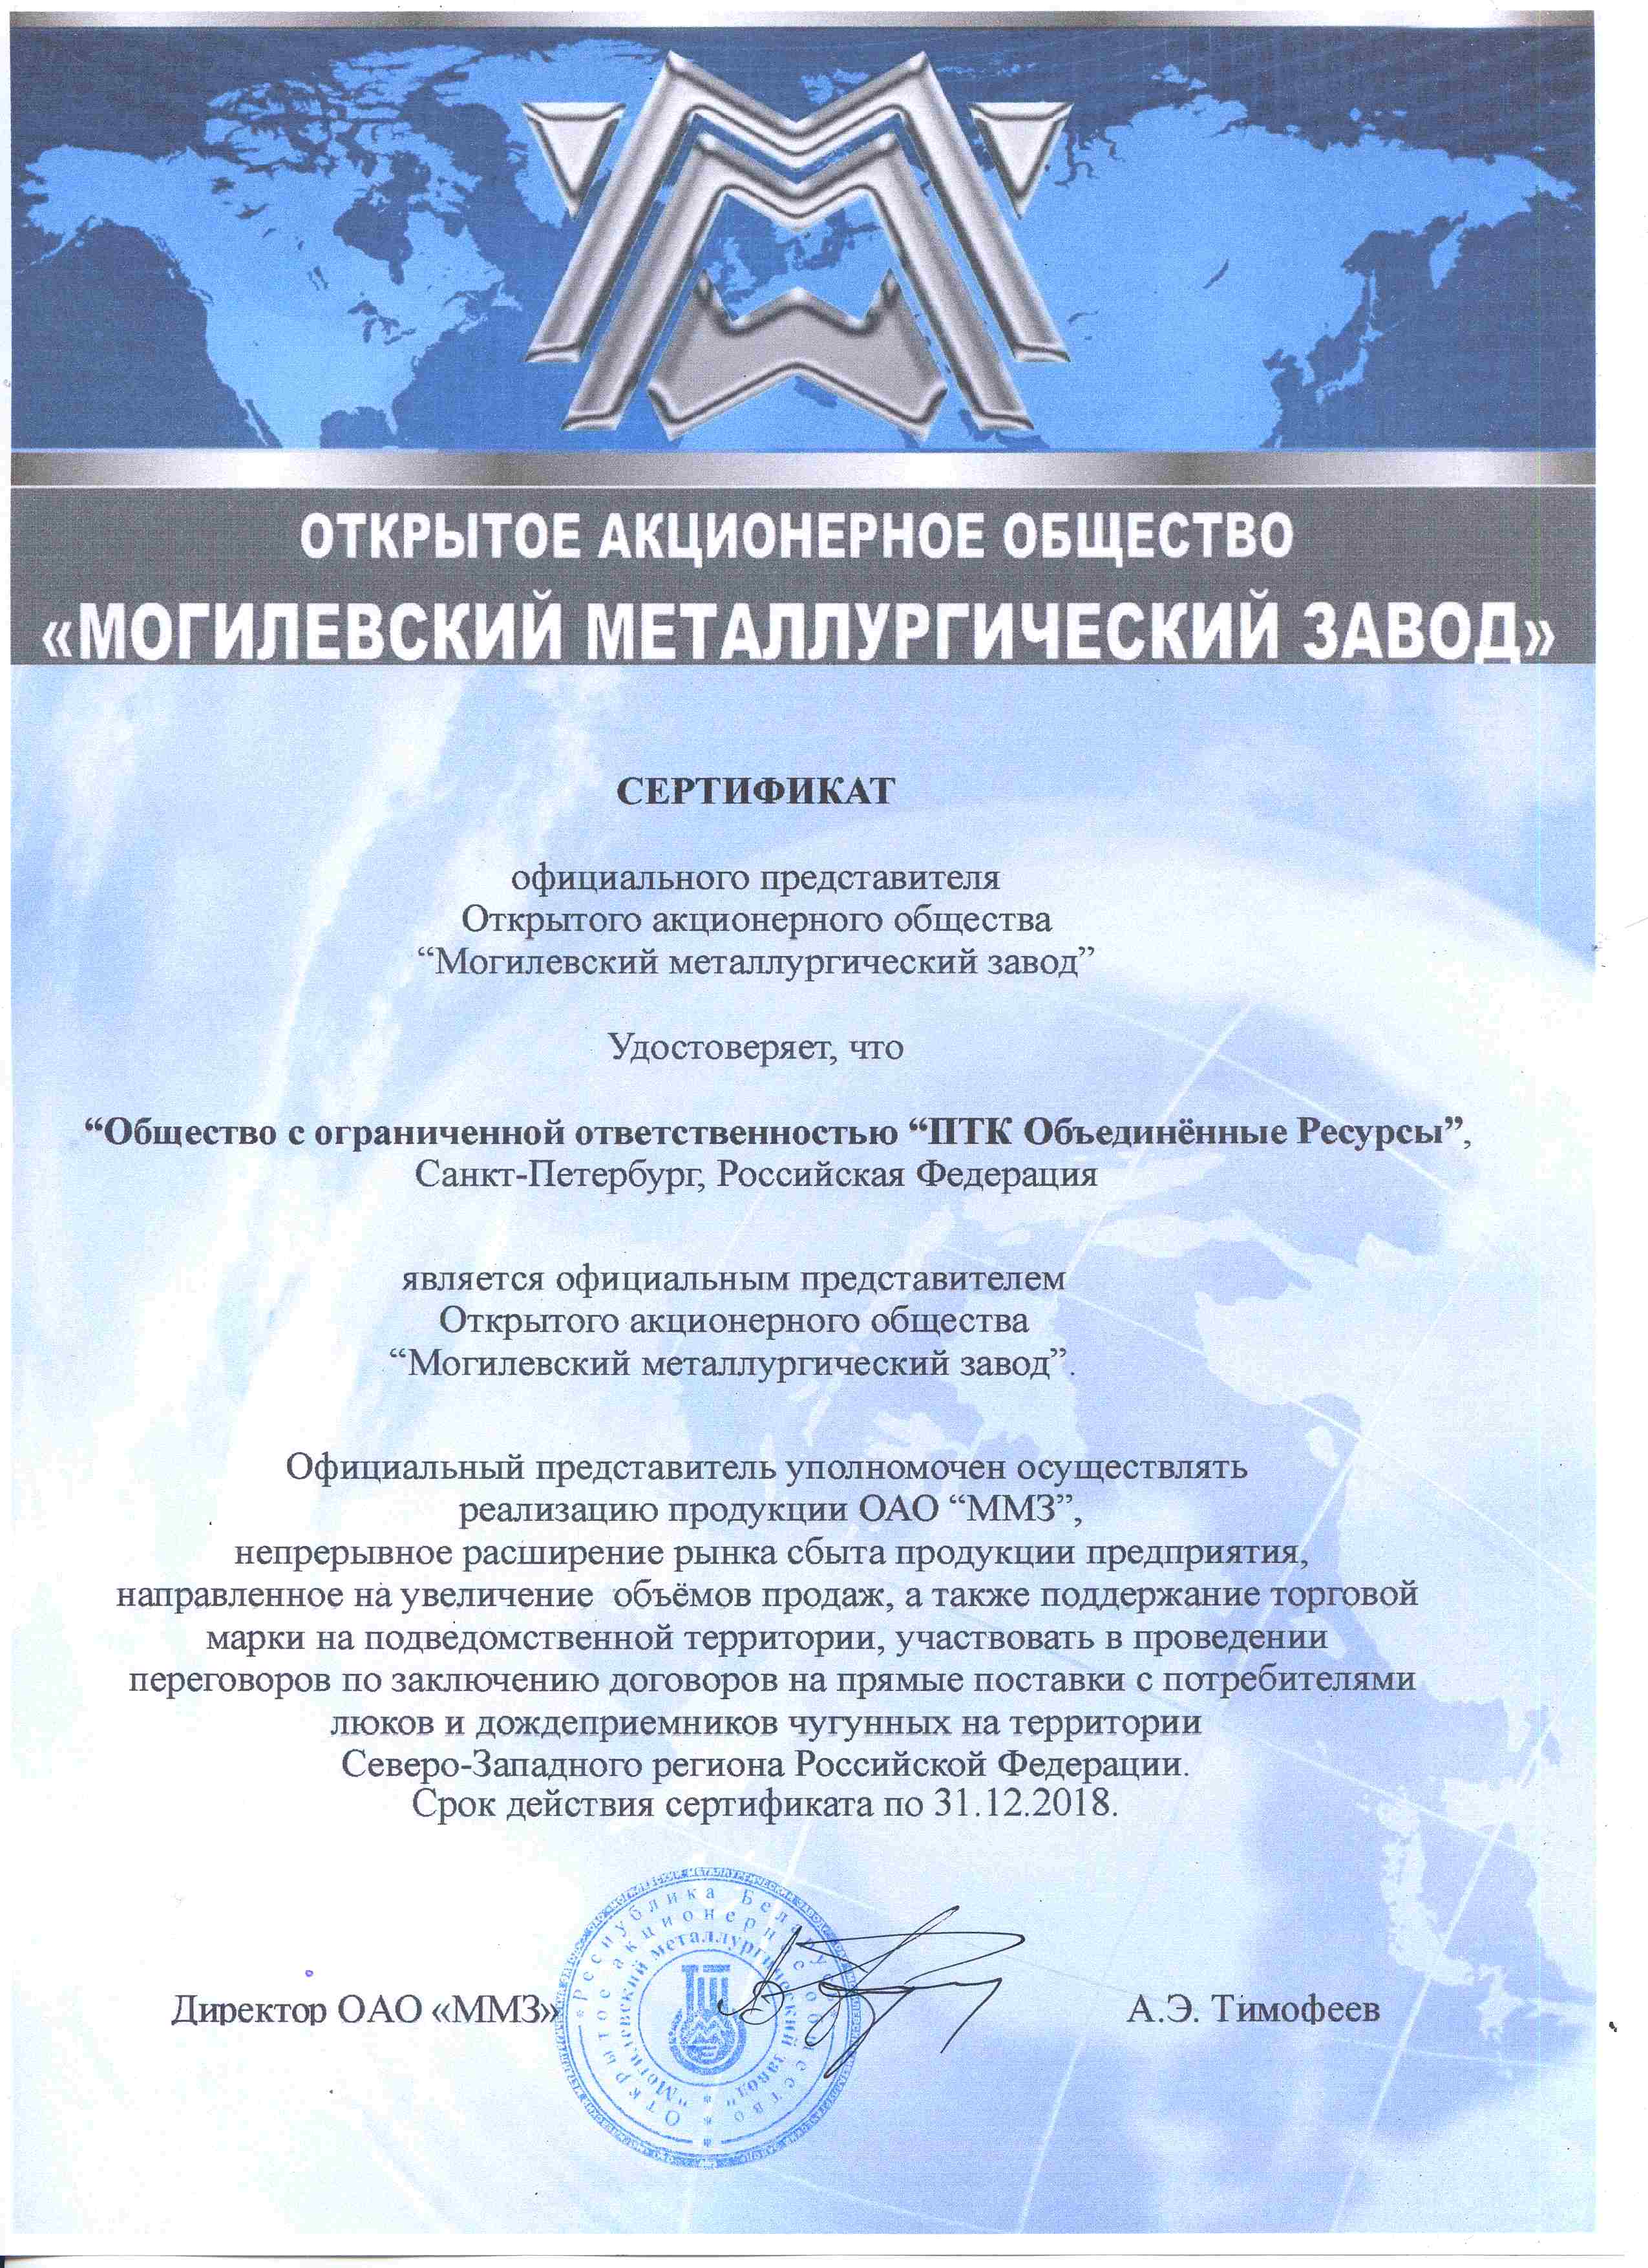 ОТКРЫТОЕ АКЦИОНЕРНОЕ ОБЩЕСТВО
«МОГИЛЕВСКИЙ МЕТАЛЛУРГИЧЕСКИЙ ЗАВОД»
СЕРТИФИКАТ
официального представителя
Открытого акционерного общества
“Могилевский металлургический завод”
Удостоверяет, что
“Общество с ограниченной ответственностью “ПТК Объединённые Ресурсы”,
Санкт-Петербург, Российская Федерация
является официальным представителем
Открытого акционерного общества
“Могилевский металлургический завод”.
Официальный представитель уполномочен осуществлять
реализацию продукции ОАО “ММЗ”,
непрерывное расширение рынка сбыта продукции предприятия,
направленное на увеличение объёмов продаж, а также поддержание торговой
марки на подведомственной территории, участвовать в проведении
переговоров по заключению договоров на прямые поставки с потребителями
люков и дождеприемников чугунных на территории
Северо-Западного региона Российской Федерации.
Срок действия сертификата по 31.12.2018.
Директор ОАО «ММЗ»
А.Э. Тимофеев
*Республика Беларусь*
Открытое акционерное общество
"Могилевский металлургический завод"